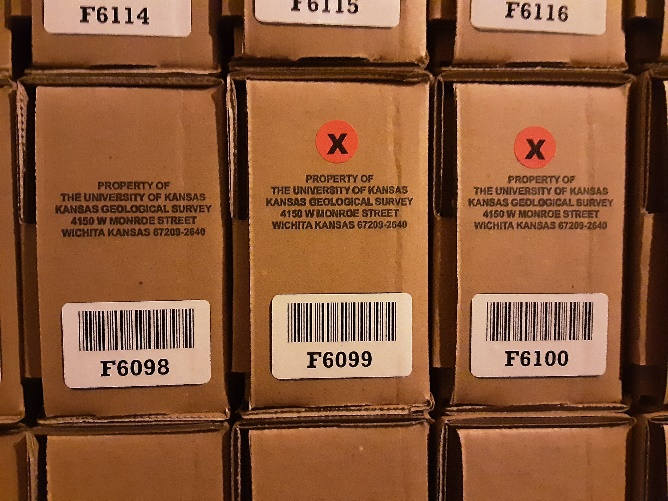 F6114
F6115
F6116
PROPERTY OF
THE UNIVERSITY OF KANSAS
KANSAS GEOLOGICAL SURVEY
4150 W MONROE STREET
WICHITA KANSAS 67209-2640
F6098
X
PROPERTY OF
THE UNIVERSITY OF KANSAS
KANSAS GEOLOGICAL SURVEY
4150 W MONROE STREET
WICHITA KANSAS 67209-2640
F6099
X
PROPERTY OF
THE UNIVERSITY OF KANSAS
KANSAS GEOLOGICAL SURVEY
4150 W MONROE STREET
WICHITA KANSAS 67209-2640
F6100